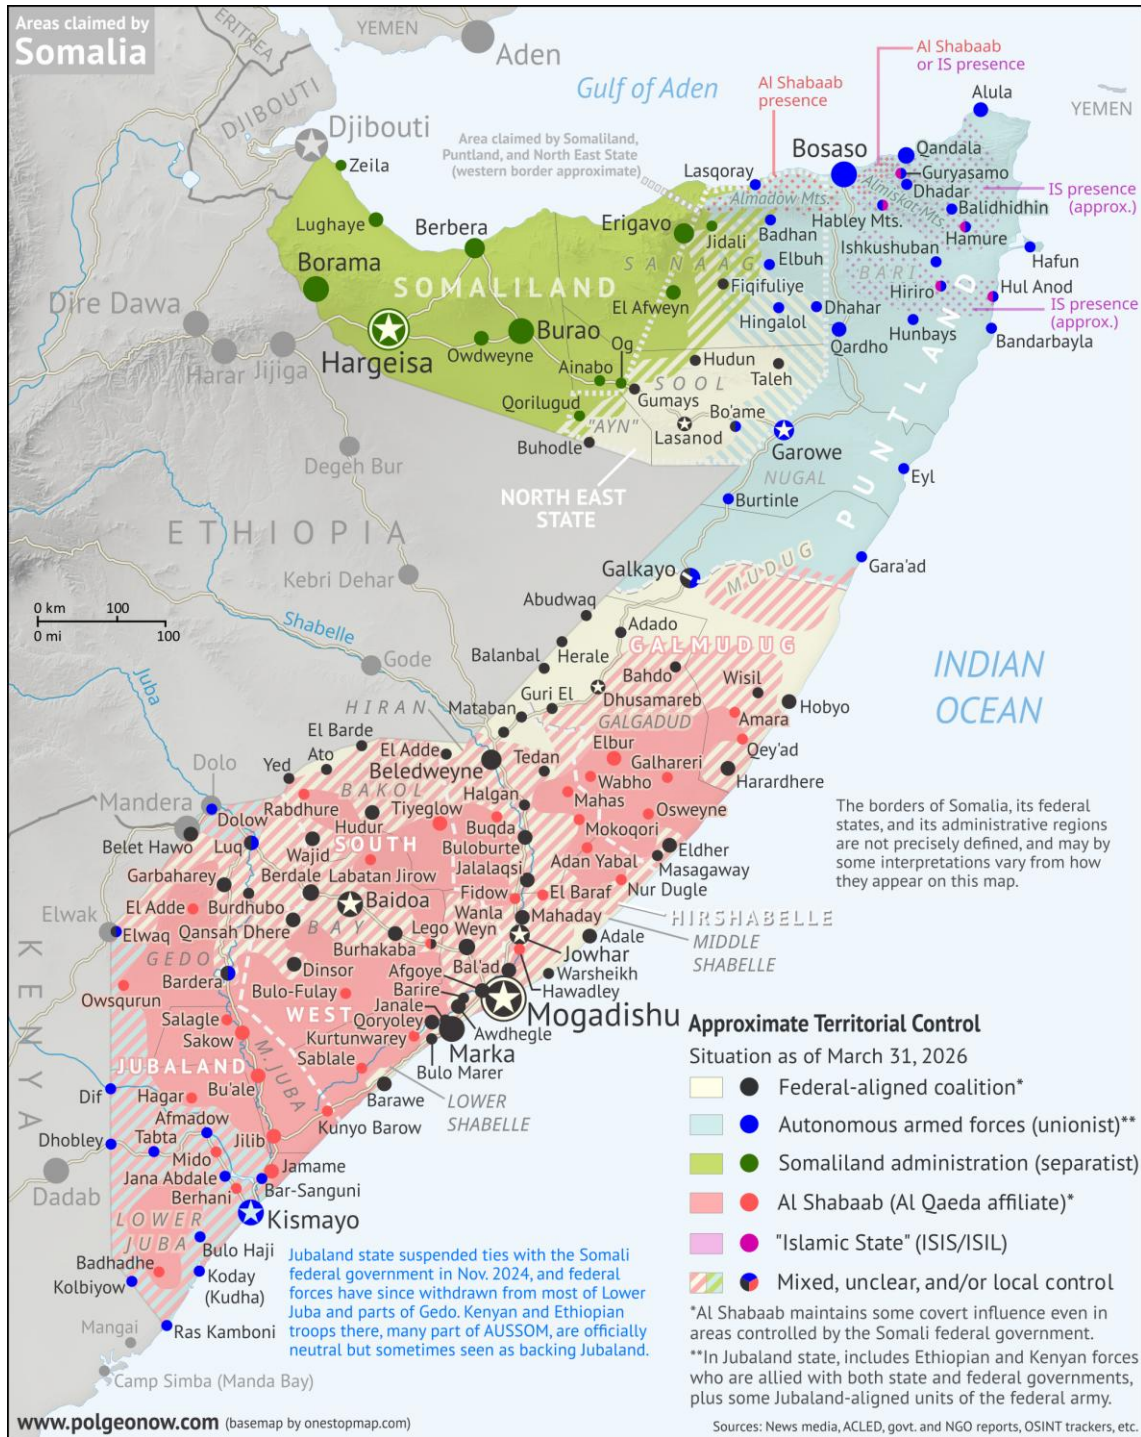 Areas claimed by
Somalia
YEMEN
Aden
ERITREA
DJIBOUTI
Djibouti
Gulf of Aden
Al Shabaab
presence
Al Shabaab
or IS presence
Alula
YEMEN
Area claimed by Somaliland,
Puntland, and North East State
(western border approximate)
Zeila
Lasqoray
Bosaso
Qandala
Guryasamo
Dhadar
IS presence
(approx.)
Almadow Mts.
Almiskat Mts.
Habley Mts.
Balidhidhin
Lughaye
Berbera
Erigavo
Jidali
Badhan
Hamure
Ishkushuban
Hafun
Borama
SOMALILAND
SANAAG
Elbuh
BARI
Fiqifuliye
Hiriro
Hul Anod
Dire Dawa
El Afweyn
Hingalol
Dhahar
IS presence
(approx.)
Hargeisa
Burao
Owdweyne
Og
Hunbays
Bandarbayla
Qardho
Harar
Jijiga
Ainabo
Hudun
Taleh
SOOL
Gumays
PUNTLAND
Qorilugud
"AYN"
Bo'ame
Lasanod
Buhodle
Garowe
Degeh Bur
NUGAL
Eyl
NORTH EAST
STATE
Burtinle
ETHIOPIA
Galkayo
MUDUG
Gara'ad
Kebri Dehar
0 km 100
0 mi 100
Shabelle
Abudwaq
Adado
GALMUDUG
Juba
Gode
Balanbal
Herale
Bahdo
Wisil
INDIAN
OCEAN
Guri El
Dhusamareb
Hobyo
HIRAN
Mataban
GALGADUD
Amara
El Barde
Qey'ad
Ato
El Adde
Tedan
Elbur
Galhareri
Harardhere
Yed
Beledweyne
Wabho
Dolo
BAKOL
Rabdhure
Halgan
Mahas
Osweyne
Mandera
Dolow
Tiyeglow
Hudur
Buqda
Mokoqori
The borders of Somalia, its federal
states, and its administrative regions
are not precisely defined, and may by
some interpretations vary from how
they appear on this map.
Belet Hawo
Luq
Wajid
SOUTH
Buloburte
Eldher
Garbaharey
Berdale
Labatan Jirow
Jalalaqsi
Adan Yabal
Masagaway
El Adde
Burdhubo
Baidoa
Fidow
El Baraf
Nur Dugle
Elwak
Elwaq
Qansah Dhere
BAY
Lego
Wanla
Weyn
Mahaday
HIRSHABELLE
GEDO
Burhakaba
Jowhar
Adale
MIDDLE
SHABELLE
Bardera
Dinsor
Afgoye
Bal'ad
Warsheikh
Owsqurun
Bulo-Fulay
Barire
Hawadley
KENYA
Salagle
WEST
Janale
Mogadishu
Sakow
Qoryoley
Awdhegle
Kurtunwarey
Marka
JUBALAND
M. JUBA
Sablale
Bulo Marer
Bu'ale
Dif
Hagar
Barawe
LOWER
SHABELLE
Afmadow
Kunyo Barow
Dhobley
Tabta
Jilib
Mido
Jamame
Jana Abdale
Dadab
Berhani
Bar-Sanguni
Kismayo
LOWER
JUBA
Bulo Haji
Badhadhe
Kolbiyow
Koday
(Kudha)
Mangai
Ras Kamboni
Camp Simba (Manda Bay)
Jubaland state suspended ties with the Somali
federal government in Nov. 2024, and federal
forces have since withdrawn from most of Lower
Juba and parts of Gedo. Kenyan and Ethiopian
troops there, many part of AUSSOM, are officially
neutral but sometimes seen as backing Jubaland.
Approximate Territorial Control
Situation as of March 31, 2026
Federal-aligned coalition*
Autonomous armed forces (unionist)**
Somaliland administration (separatist)
Al Shabaab (Al Qaeda affiliate)*
"Islamic State" (ISIS/ISIL)
Mixed, unclear, and/or local control
*Al Shabaab maintains some covert influence even in
areas controlled by the Somali federal government.
**In Jubaland state, includes Ethiopian and Kenyan forces
who are allied with both state and federal governments,
plus some Jubaland-aligned units of the federal army.
www.polgeonow.com (basemap by onestopmap.com)
Sources: News media, ACLED, govt. and NGO reports, OSINT trackers, etc.